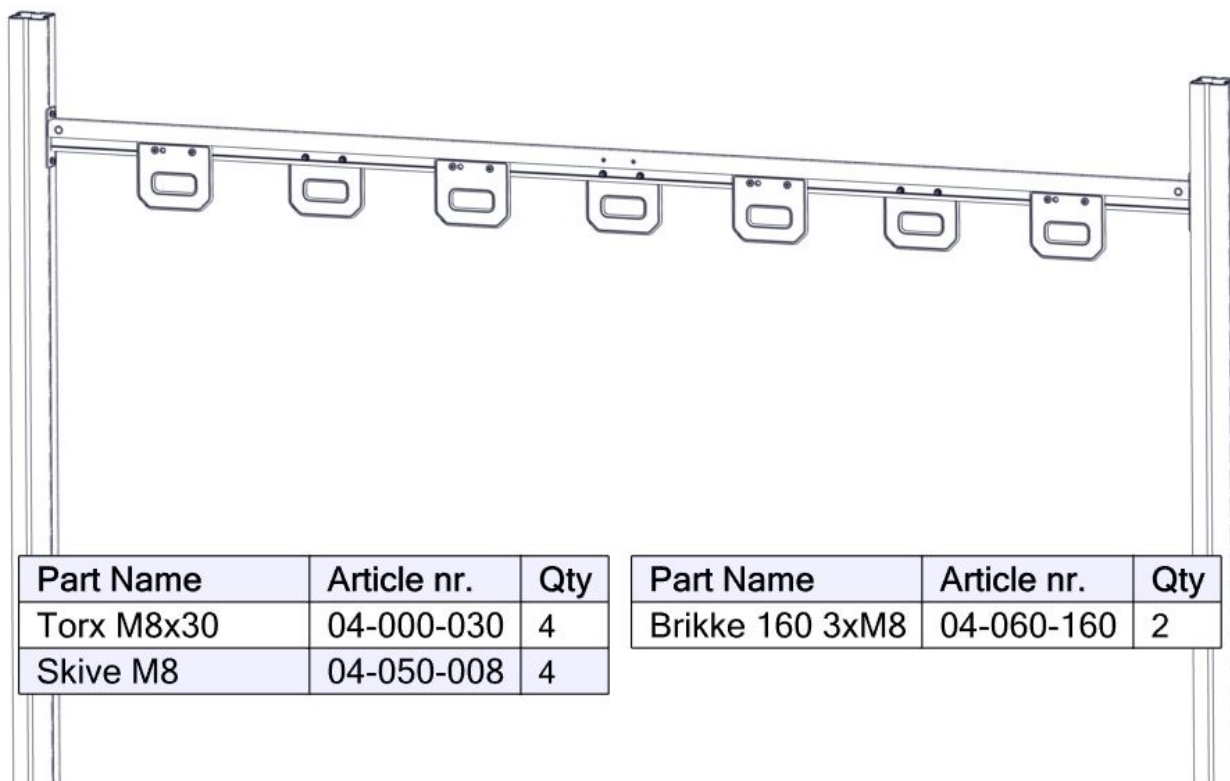 Part Name Article nr. Qty
Torx M8x30 04-000-030 4
Skive M8 04-050-008 4
Part Name Article nr. Qty
Brikke 160 3xM8 04-060-160 2